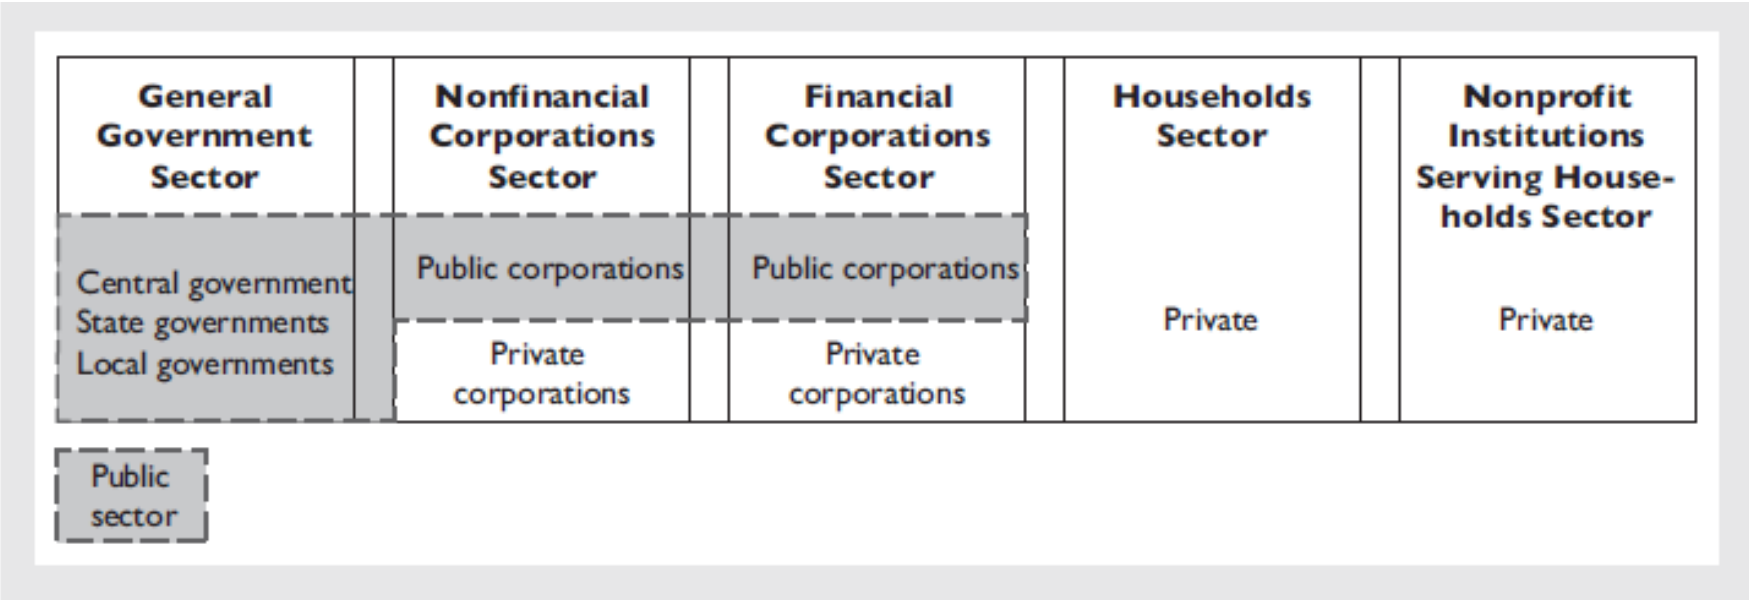 General
Government
Sector
Central government
State governments
Local governments
Nonfinancial
Corporations
Sector
Public corporations
Private
corporations
Financial
Corporations
Sector
Public corporations
Private
corporations
Households
Sector
Private
Nonprofit
Institutions
Serving House-
holds Sector
Private
Public
sector